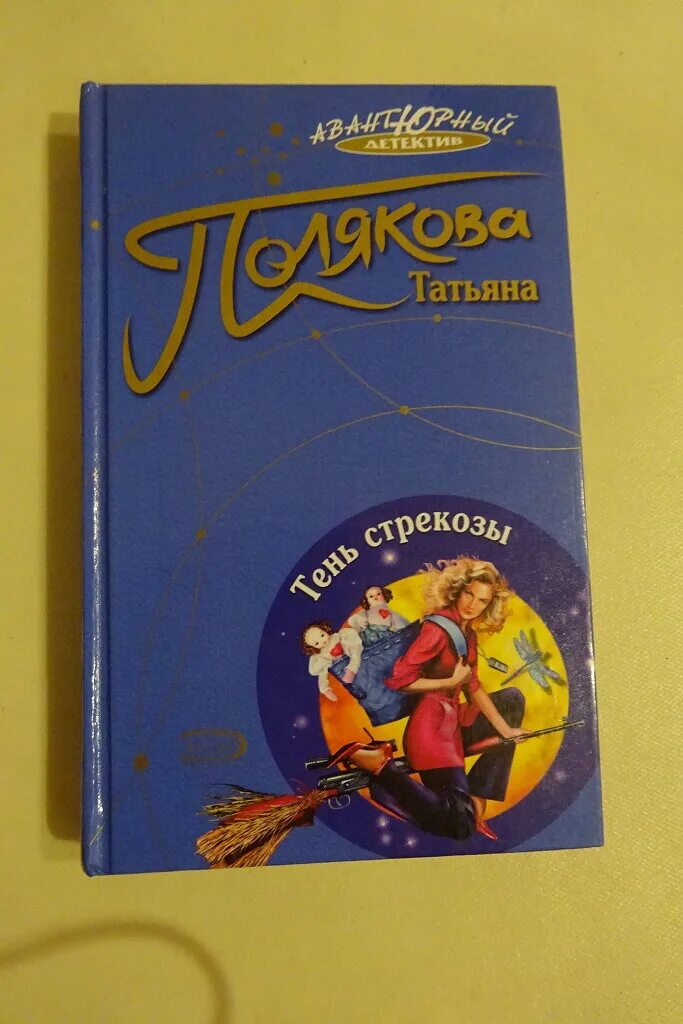 АВАНТЮРНЫЙ
ДЕТЕКТИВ
ПОЛЯКОВА
Татьяна
Тень стрекозы